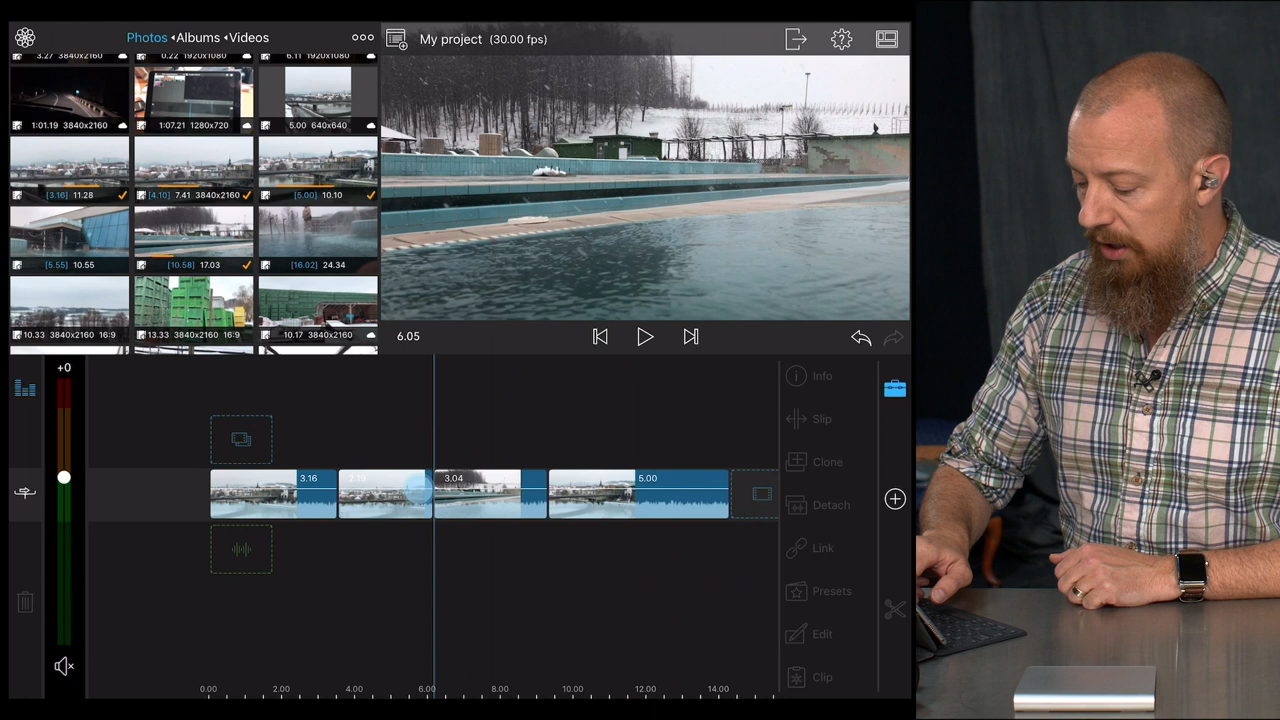 Photos Albums Videos
My project (30.00 fps)
3.27 3840x2160
0.22 1920x1080
6.11 1920x1080
1:01.19 3840x2160
1:07.21 1280x720
5.00 640x640
[3.16] 11.28
[4.10] 7.41 3840x2160
[5.00] 10.10
[5.55] 10.55
[10.58] 17.03
[16.02] 24.34
10.33 3840x2160 16:9
13.33 3840x2160 16:9
10.17 3840x2160
6.05
+0
Info
Slip
Clone
Detach
Link
Presets
Edit
Clip
3.16
3.04
5.00
0.00 2.00 4.00 6.00 8.00 10.00 12.00 14.00